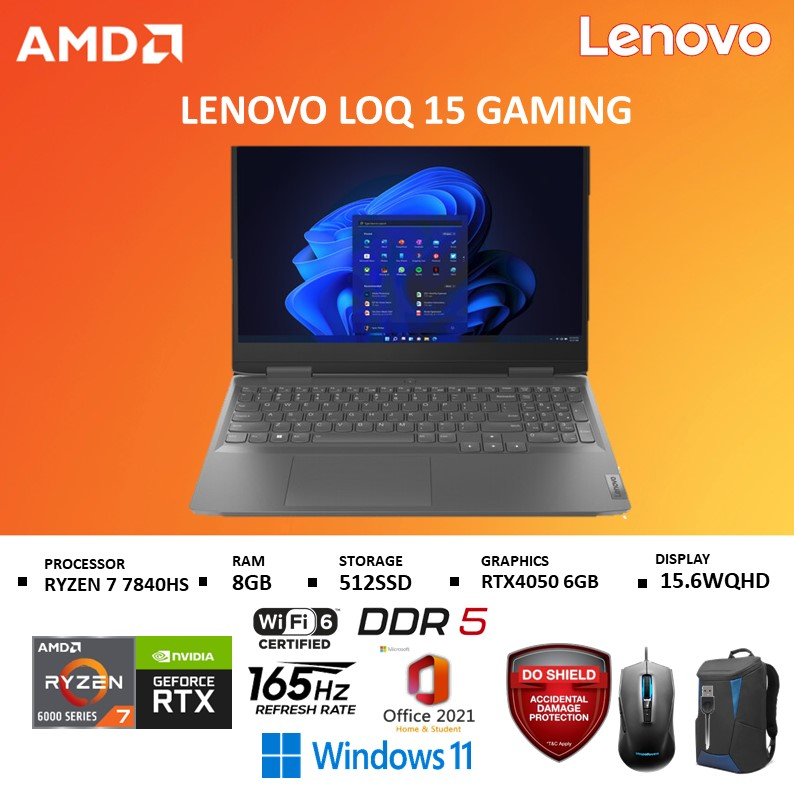 AMD
Lenovo
LENOVO LOQ 15 GAMING
Lenovo
PROCESSOR
RYZEN 7 7840HS
RAM
8GB
STORAGE
512SSD
GRAPHICS
RTX4050 6GB
DISPLAY
15.6WQHD
WiFi 6
CERTIFIED
DDR 5
AMD
RYZEN
6000 SERIES 7
NVIDIA
GEFORCE
RTX
165HZ
REFRESH RATE
Microsoft
Office 2021
Home & Student
Windows 11
DO SHIELD
ACCIDENTAL
DAMAGE
PROTECTION
*T&C Apply